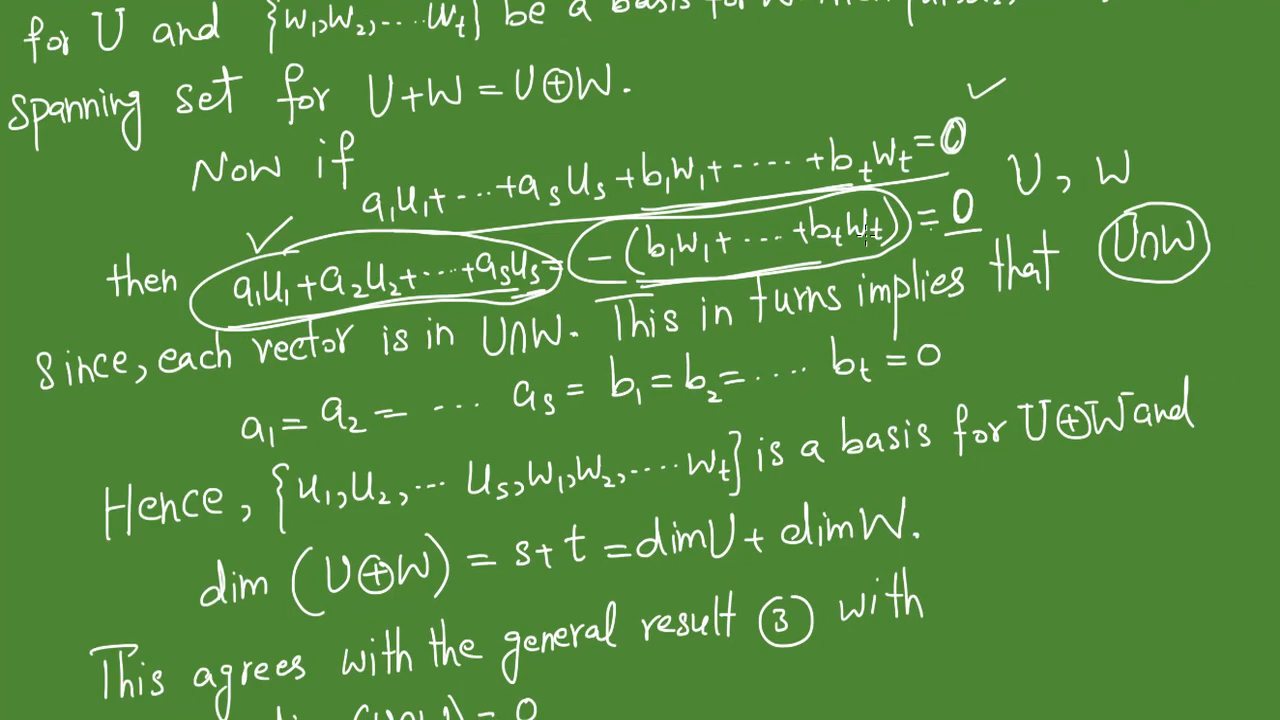 for U and {w₁,w₂,....wₜ} be a basis for
spanning set for U+W = U⊕W.
Now if
a₁u₁+...+aₛuₛ+b₁w₁+.....+bₜwₜ=0
U, W
then a₁u₁+a₂u₂+.....+aₛuₛ=-(b₁w₁+....+bₜwₜ)=0
U∩W
Since, each vector is in U∩W. This in turns implies that
a₁=a₂=... aₛ=b₁=b₂=.... bₜ=0
Hence, {u₁,u₂,... uₛ,w₁,w₂,....wₜ} is a basis for U⊕W and
dim (U⊕W) = s+t =dimU+dimW.
This agrees with the general result ③ with
= 0